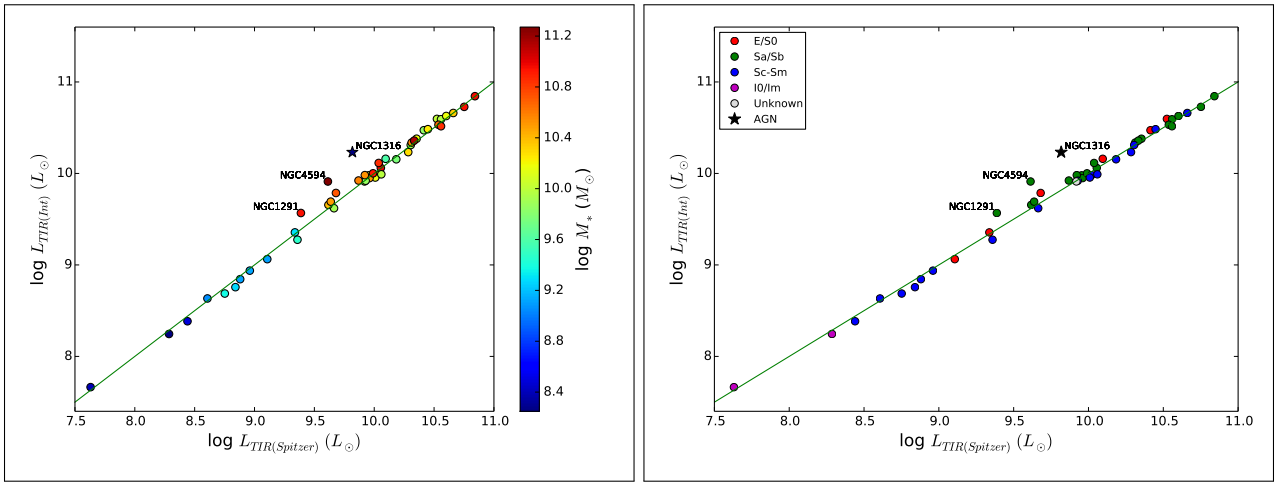 11
10
9
8
7.5 8.0 8.5 9.0 9.5 10.0 10.5 11.0
log L_TIR(Int) (L_⊙)
log L_TIR(Spitzer) (L_⊙)
NGC1316
NGC4594
NGC1291
11.2
10.8
10.4
10.0
9.6
9.2
8.8
8.4
log M_* (M_⊙)
E/S0
Sa/Sb
Sc-Sm
I0/Im
Unknown
AGN
11
10
9
8
7.5 8.0 8.5 9.0 9.5 10.0 10.5 11.0
log L_TIR(Int) (L_⊙)
log L_TIR(Spitzer) (L_⊙)
NGC1316
NGC4594
NGC1291